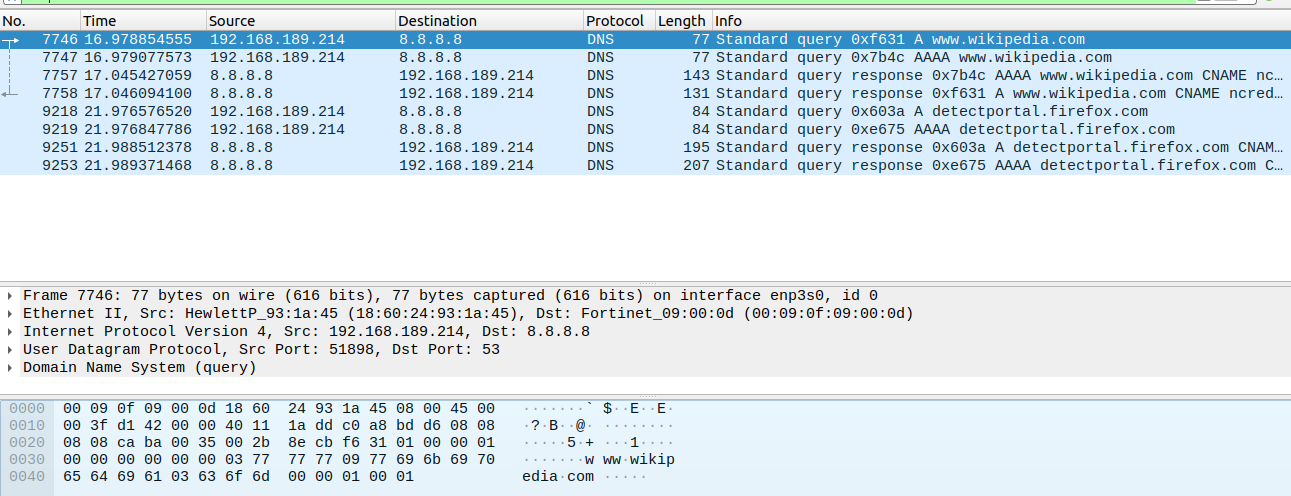 No. Time Source Destination Protocol Length Info
7746 16.978854555 192.168.189.214 8.8.8.8 DNS 77 Standard query 0xf631 A www.wikipedia.com
7747 16.979077573 192.168.189.214 8.8.8.8 DNS 77 Standard query 0x7b4c AAAA www.wikipedia.com
7757 17.045427059 8.8.8.8 192.168.189.214 DNS 143 Standard query response 0x7b4c AAAA www.wikipedia.com CNAME nc…
7758 17.046094100 8.8.8.8 192.168.189.214 DNS 131 Standard query response 0xf631 A www.wikipedia.com CNAME ncred…
9218 21.976576520 192.168.189.214 8.8.8.8 DNS 84 Standard query 0x603a A detectportal.firefox.com
9219 21.976847786 192.168.189.214 8.8.8.8 DNS 84 Standard query 0xe675 AAAA detectportal.firefox.com
9251 21.988512378 8.8.8.8 192.168.189.214 DNS 195 Standard query response 0x603a A detectportal.firefox.com CNAM…
9253 21.989371468 8.8.8.8 192.168.189.214 DNS 207 Standard query response 0xe675 AAAA detectportal.firefox.com C…
Frame 7746: 77 bytes on wire (616 bits), 77 bytes captured (616 bits) on interface enp3s0, id 0
Ethernet II, Src: HewlettP_93:1a:45 (18:60:24:93:1a:45), Dst: Fortinet_09:00:0d (00:09:0f:09:00:0d)
Internet Protocol Version 4, Src: 192.168.189.214, Dst: 8.8.8.8
User Datagram Protocol, Src Port: 51898, Dst Port: 53
Domain Name System (query)
0000 00 09 0f 09 00 0d 18 60 24 93 1a 45 08 00 45 00 ·······` $··E··E·
0010 00 3f d1 42 00 00 40 11 1a dd c0 a8 bd d6 08 08 ·?·B··@· ········
0020 08 08 ca ba 00 35 00 2b 8e cb f6 31 01 00 00 01 ·····5·+ ···1····
0030 00 00 00 00 00 00 03 77 77 77 09 77 69 6b 69 70 ·······w ww·wikip
0040 65 64 69 61 03 63 6f 6d 00 00 01 00 01 edia·com ·····